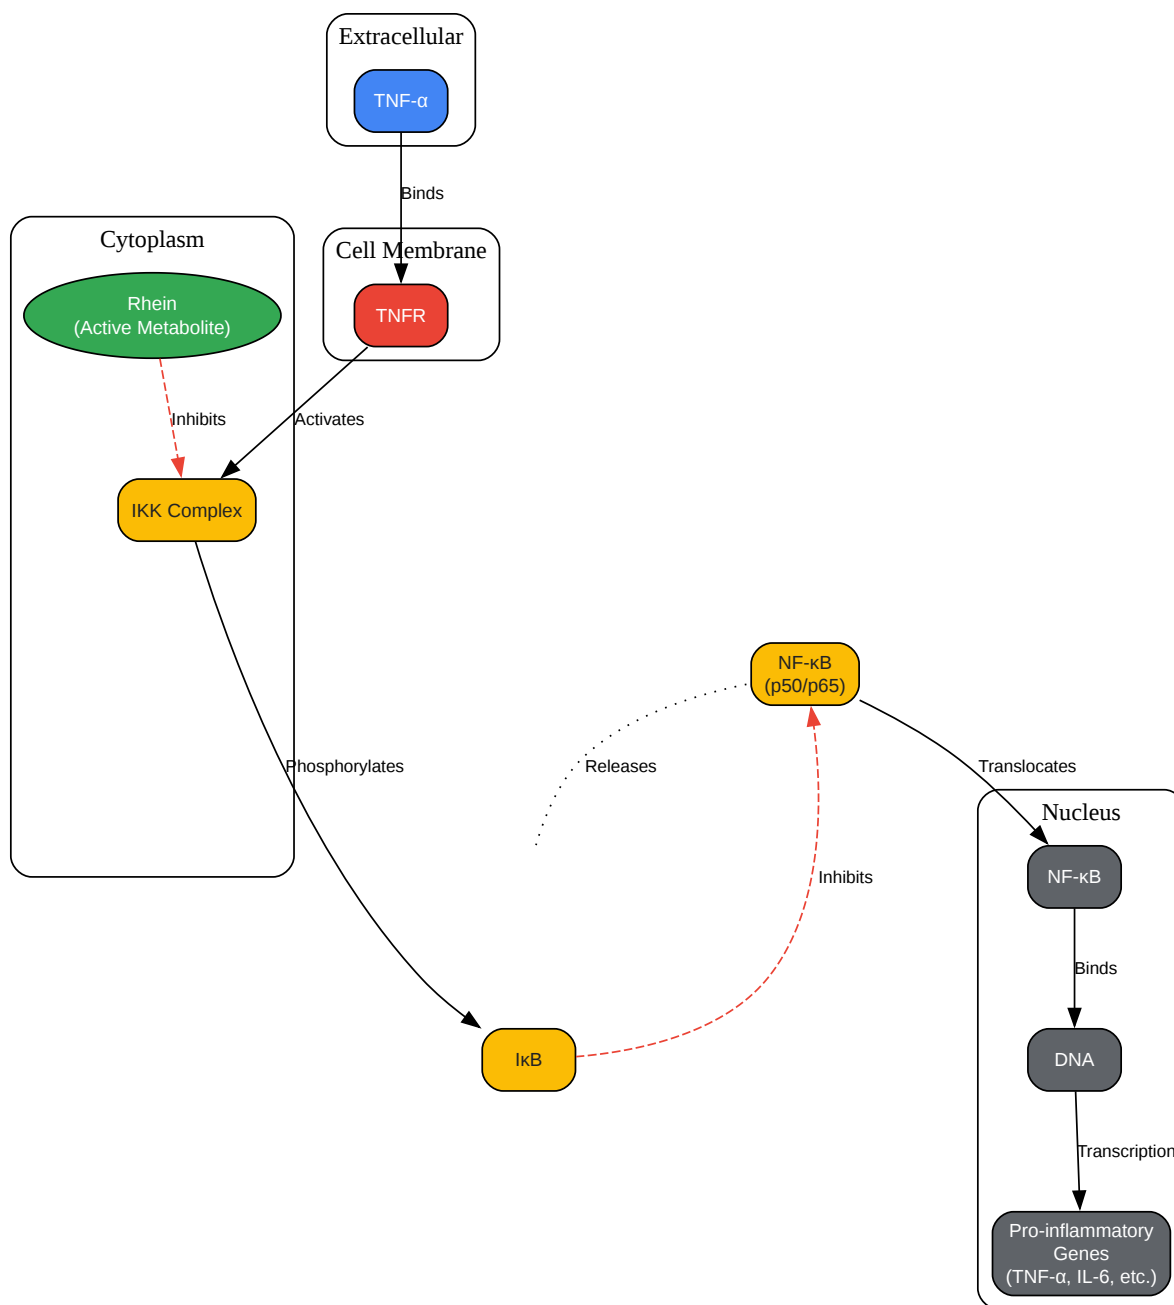 Extracellular
TNF-α
Binds
Cytoplasm
Cell Membrane
Rhein
(Active Metabolite)
TNFR
Inhibits
Activates
IKK Complex
NF-κB
(p50/p65)
Phosphorylates
Releases
Translocates
Nucleus
NF-κB
Inhibits
Binds
IκB
DNA
Transcription
Pro-inflammatory
Genes
(TNF-α, IL-6, etc.)